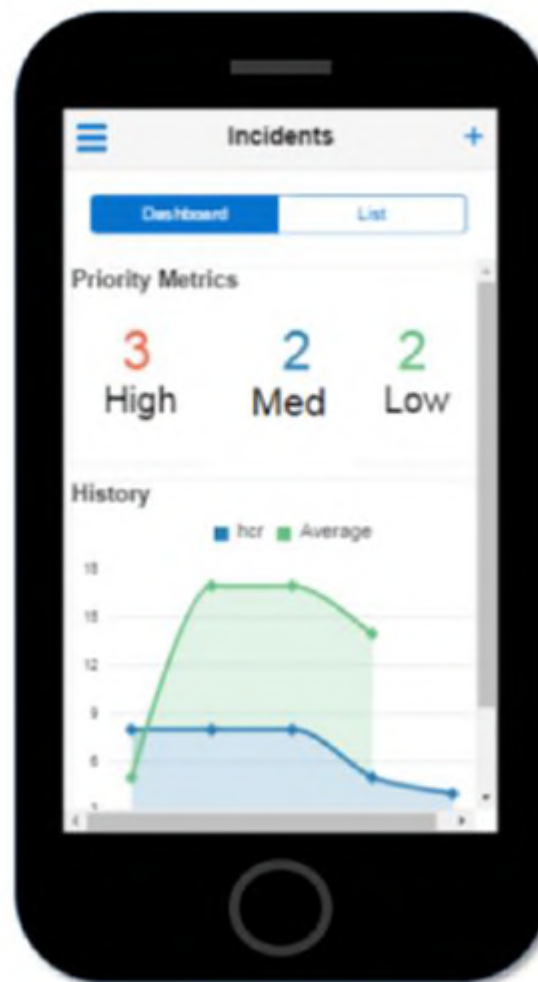 Incidents +
Dashboard List
Priority Metrics
3 2 2
High Med Low
History
hcr Average
18
15
12
9
6
3